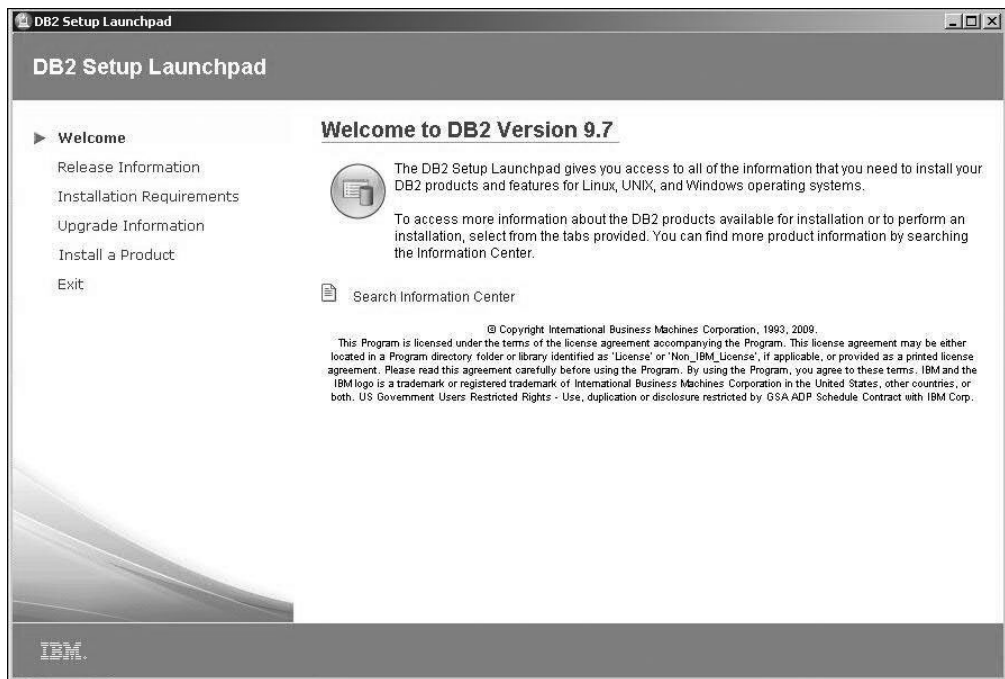 DB2 Setup Launchpad
DB2 Setup Launchpad
Welcome
Release Information
Installation Requirements
Upgrade Information
Install a Product
Exit
Welcome to DB2 Version 9.7
The DB2 Setup Launchpad gives you access to all of the information that you need to install your
DB2 products and features for Linux, UNIX, and Windows operating systems.
To access more information about the DB2 products available for installation or to perform an
installation, select from the tabs provided. You can find more product information by searching
the Information Center.
Search Information Center
© Copyright International Business Machines Corporation, 1993, 2009.
This Program is licensed under the terms of the license agreement accompanying the Program. This license agreement may be either
located in a Program directory folder or library identified as 'License' or 'Non_IBM_License', if applicable, or provided as a printed license
agreement. Please read this agreement carefully before using the Program. By using the Program, you agree to these terms. IBM and the
IBM logo is a trademark or registered trademark of International Business Machines Corporation in the United States, other countries, or
both. US Government Users Restricted Rights - Use, duplication or disclosure restricted by GSA ADP Schedule Contract with IBM Corp.
IBM.